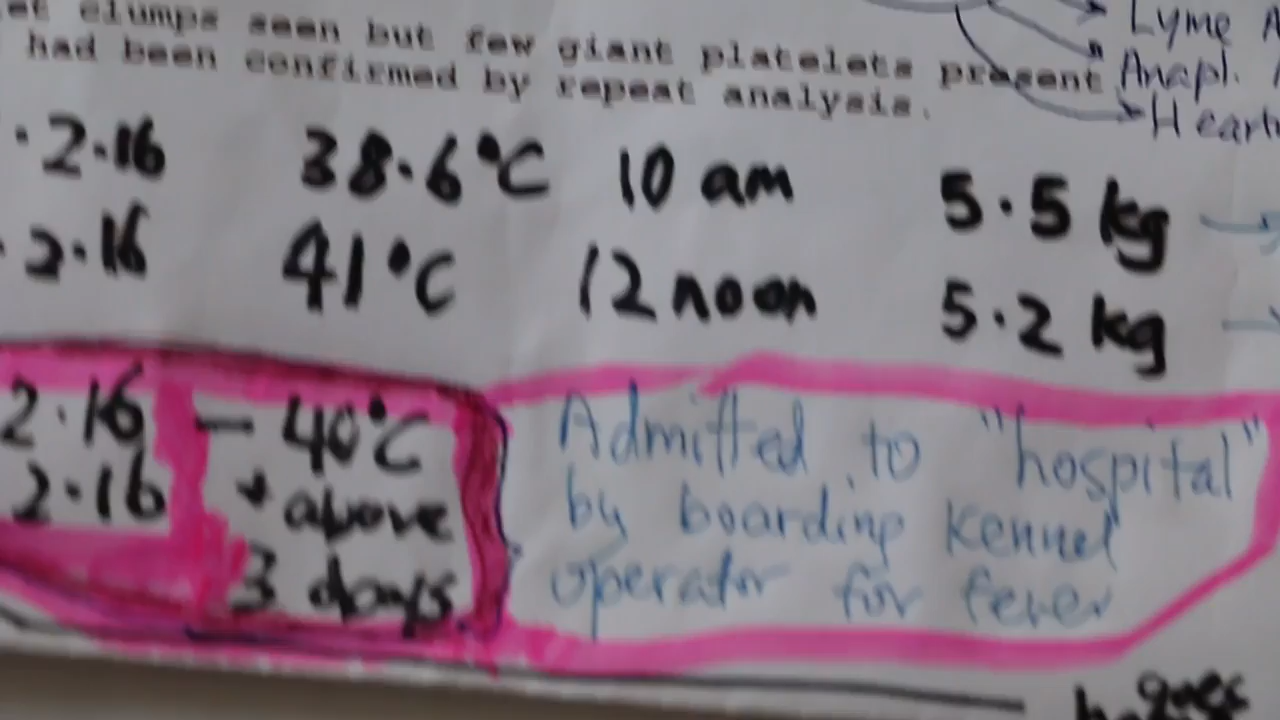 et clumps seen but few giant platelets present
had been confirmed by repeat analysis.
Lyme A
Anapl.
Heart
.2.16 38.6°C 10 am 5.5 kg
.2.16 41°C 12 noon 5.2 kg
2.16 — 40°C
2.16 + above
3 days.
Admitted to "hospital"
by boarding kennel
operator for fever